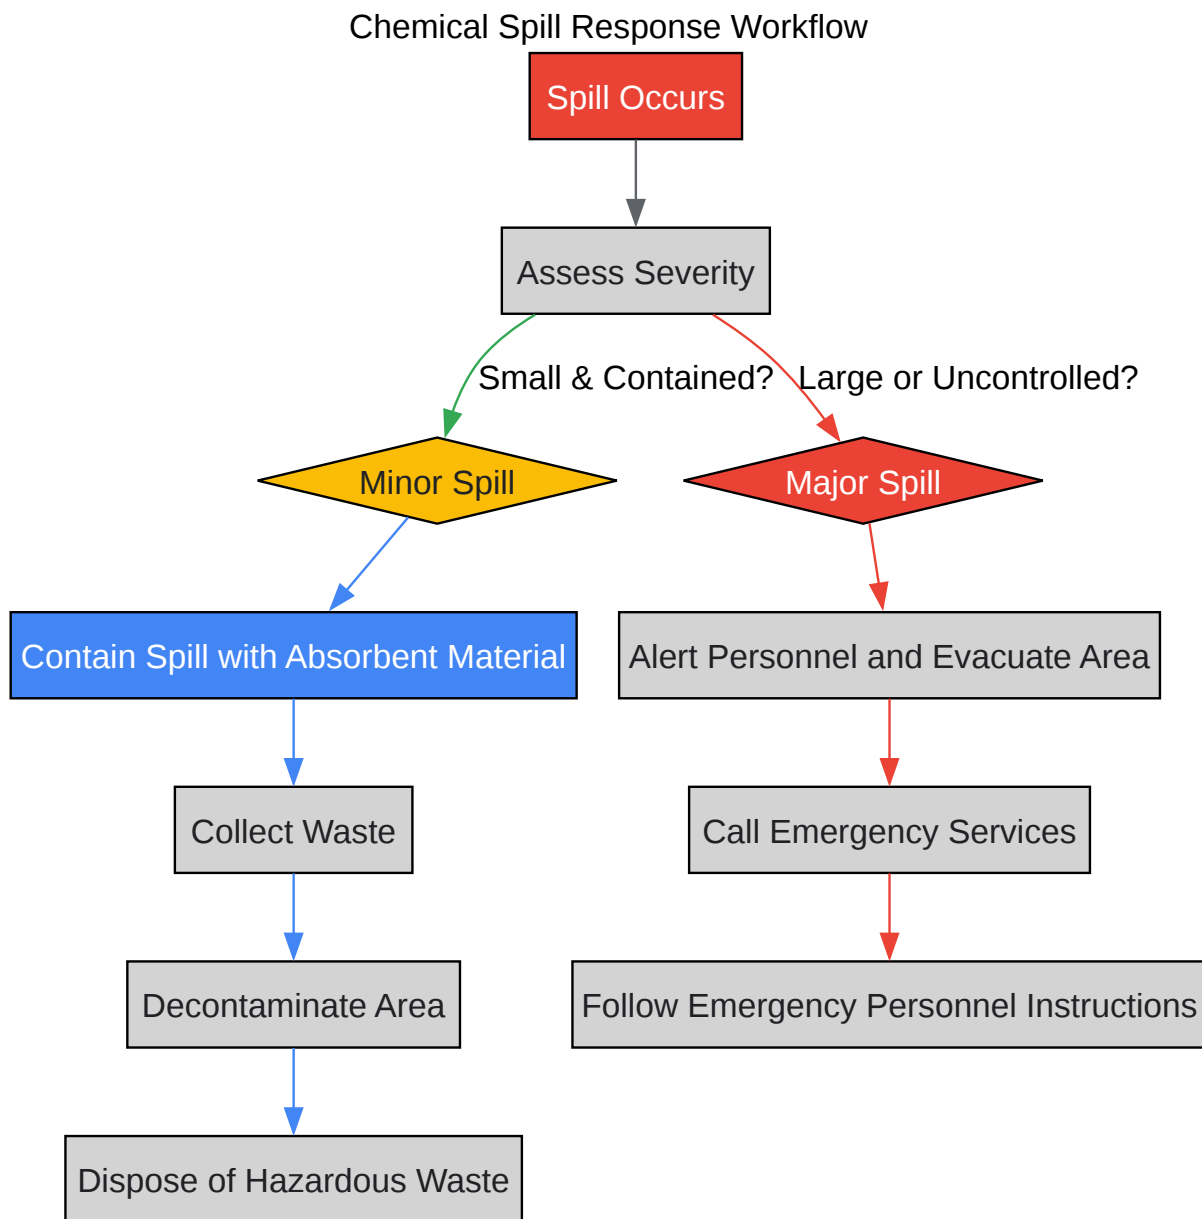 Chemical Spill Response Workflow
Spill Occurs
Assess Severity
Small & Contained?
Large or Uncontrolled?
Minor Spill
Major Spill
Contain Spill with Absorbent Material
Alert Personnel and Evacuate Area
Collect Waste
Call Emergency Services
Decontaminate Area
Follow Emergency Personnel Instructions
Dispose of Hazardous Waste